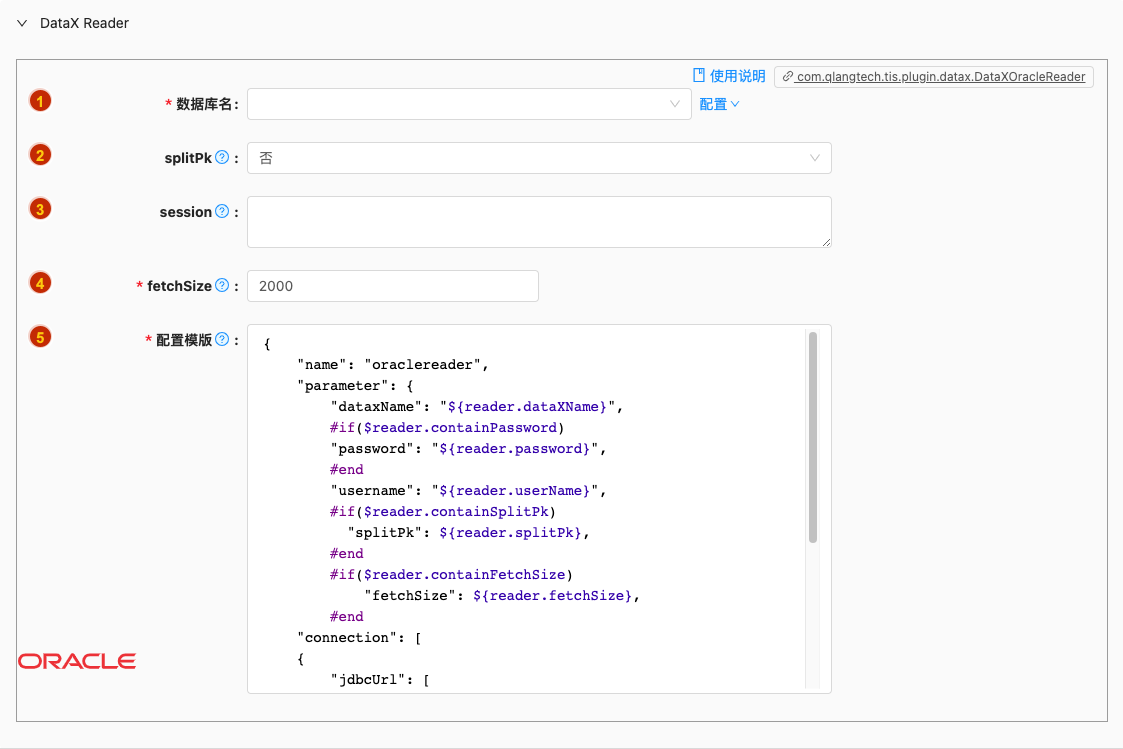 DataX Reader
使用说明 com.qlangtech.tis.plugin.datax.DataXOracleReader
1 * 数据库名: 配置
2 splitPk ? : 否
3 session ? :
4 * fetchSize ? : 2000
5 * 配置模版 ? :
{
"name": "oraclereader",
"parameter": {
"dataxName": "${reader.dataXName}",
#if($reader.containPassword)
"password": "${reader.password}",
#end
"username": "${reader.userName}",
#if($reader.containSplitPk)
"splitPk": ${reader.splitPk},
#end
#if($reader.containFetchSize)
"fetchSize": ${reader.fetchSize},
#end
"connection": [
{
"jdbcUrl": [
ORACLE